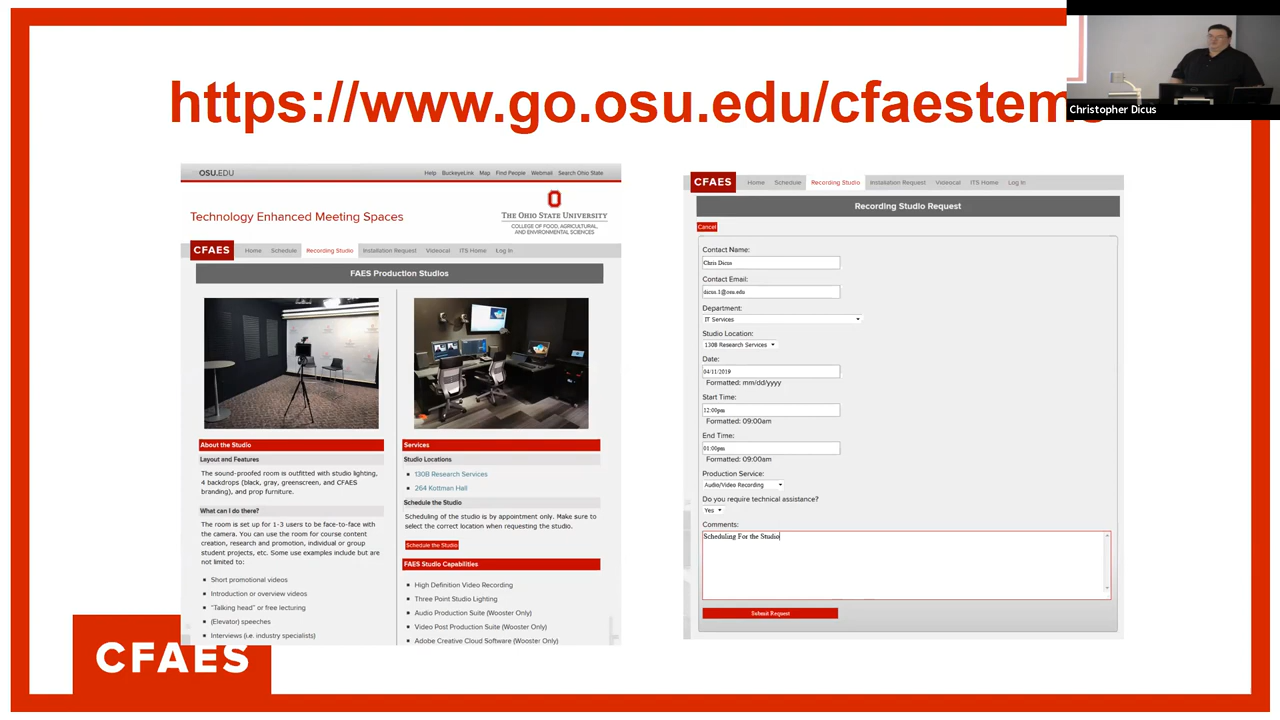 https://www.go.osu.edu/cfaestems
Christopher Dicus
OSU.EDU
Help BuckeyeLink Map Find People Webmail Search Ohio State
Technology Enhanced Meeting Spaces
THE OHIO STATE UNIVERSITY
COLLEGE OF FOOD, AGRICULTURAL,
AND ENVIRONMENTAL SCIENCES
CFAES Home Schedule Recording Studio Installation Request Videocal ITS Home Log In
FAES Production Studios
About the Studio
Layout and Features
The sound-proofed room is outfitted with studio lighting,
4 backdrops (black, gray, greenscreen, and CFAES
branding), and prop furniture.
What can I do there?
The room is set up for 1-3 users to be face-to-face with
the camera. You can use the room for course content
creation, research and promotion, individual or group
student projects, etc. Some use examples include but are
not limited to:
Short promotional videos
Introduction or overview videos
"Talking head" or free lecturing
(Elevator) speeches
Interviews (i.e. industry specialists)
Services
Studio Locations
130B Research Services
264 Kottman Hall
Schedule the Studio
Scheduling of the studio is by appointment only. Make sure to
select the correct location when requesting the studio.
Schedule the Studio
FAES Studio Capabilities
High Definition Video Recording
Three Point Studio Lighting
Audio Production Suite (Wooster Only)
Video Post Production Suite (Wooster Only)
Adobe Creative Cloud Software (Wooster Only)
CFAES Home Schedule Recording Studio Installation Request Videocal ITS Home Log In
Recording Studio Request
Cancel
Contact Name:
Chris Dicus
Contact Email:
dicus.1@osu.edu
Department:
IT Services
Studio Location:
130B Research Services
Date:
04/11/2019
Formatted: mm/dd/yyyy
Start Time:
12:00pm
Formatted: 09:00am
End Time:
01:00pm
Formatted: 09:00am
Production Service:
Audio/Video Recording
Do you require technical assistance?
Yes
Comments:
Scheduling For the Studio
Submit Request
CFAES